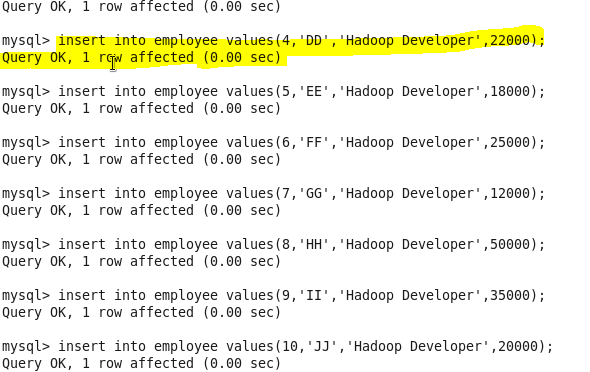 Query OK, 1 row affected (0.00 sec)
mysql> insert into employee values(4,'DD','Hadoop Developer',22000);
Query OK, 1 row affected (0.00 sec)
mysql> insert into employee values(5,'EE','Hadoop Developer',18000);
Query OK, 1 row affected (0.00 sec)
mysql> insert into employee values(6,'FF','Hadoop Developer',25000);
Query OK, 1 row affected (0.00 sec)
mysql> insert into employee values(7,'GG','Hadoop Developer',12000);
Query OK, 1 row affected (0.00 sec)
mysql> insert into employee values(8,'HH','Hadoop Developer',50000);
Query OK, 1 row affected (0.00 sec)
mysql> insert into employee values(9,'II','Hadoop Developer',35000);
Query OK, 1 row affected (0.00 sec)
mysql> insert into employee values(10,'JJ','Hadoop Developer',20000);
Query OK, 1 row affected (0.00 sec)